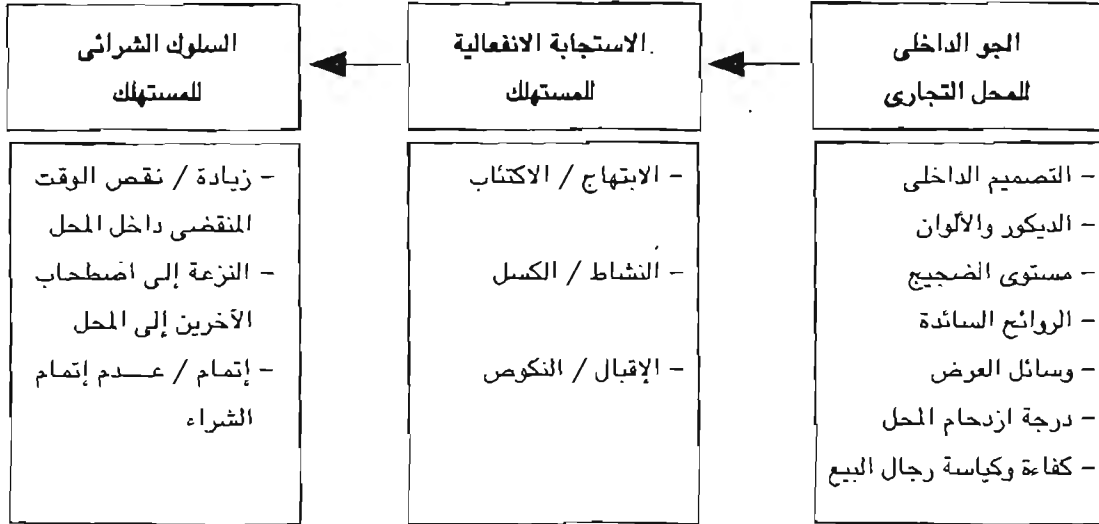 الجو الداخلى
للمحل التجارى
- التصميم الداخلى
- الديكور والألوان
- مستوى الضجيج
- الروائح السائدة
- وسائل العرض
- درجة ازدحام المحل
- كفاءة وكياسة رجال البيع
الاستجابة الانفعالية
للمستهلك
- الابتهاج / الاكتئاب
- النشاط / الكسل
- الإقبال / النكوص
السلوك الشرائى
للمستهلك
- زيادة / نقص الوقت
المنقضى داخل المحل
- النزعة إلى اصطحاب
الآخرين إلى المحل
- إتمام / عدم إتمام
الشراء